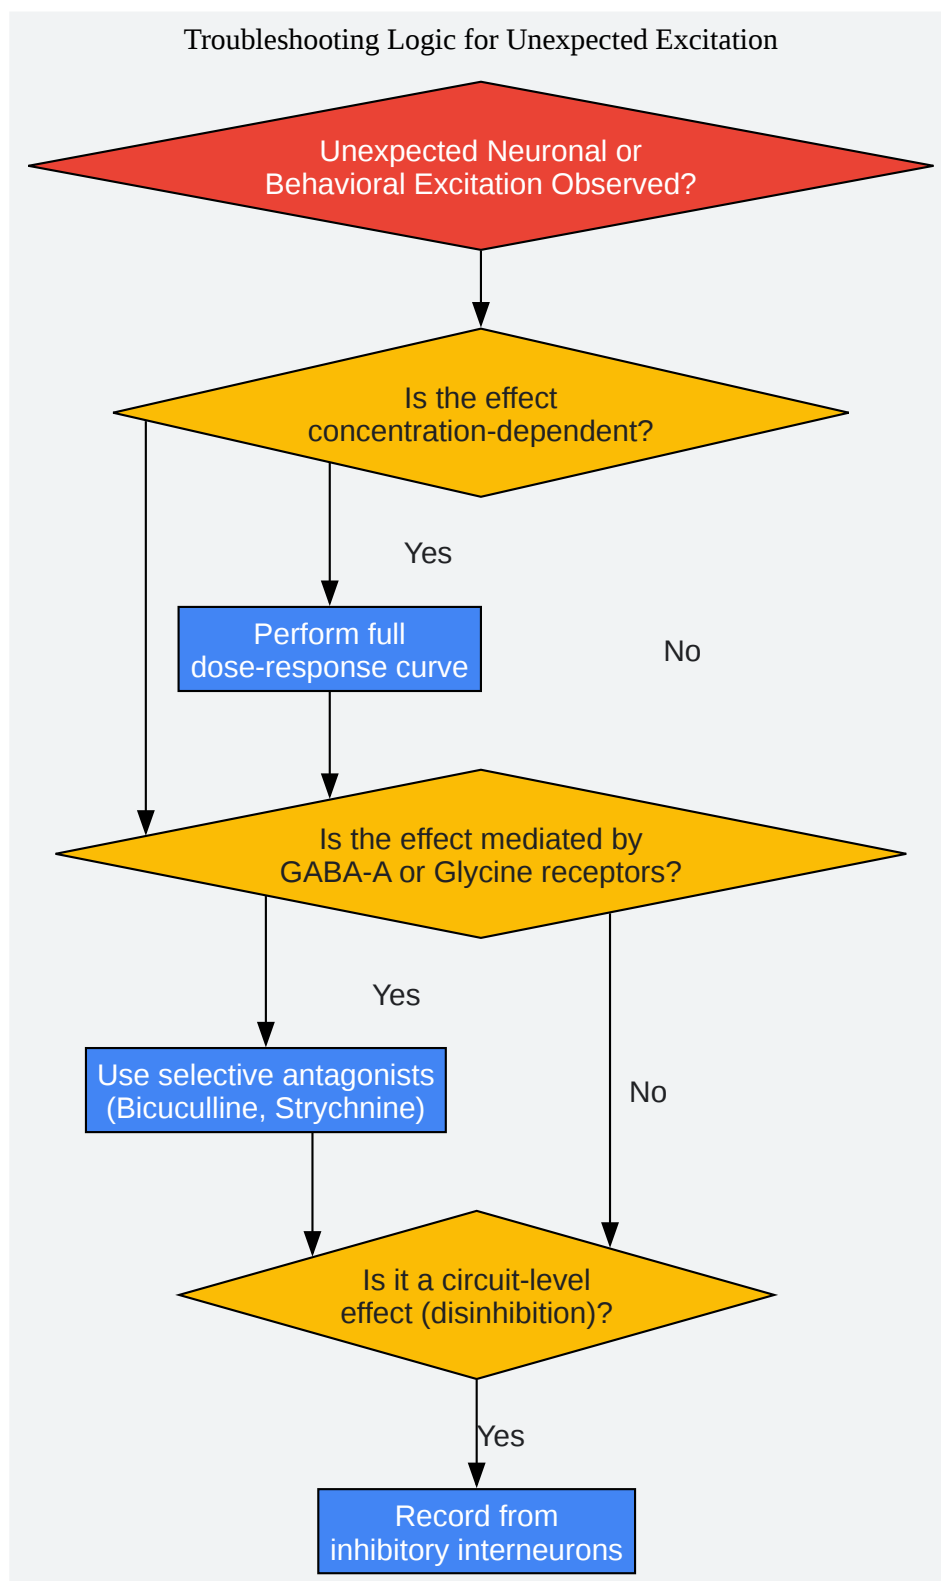 Troubleshooting Logic for Unexpected Excitation
Unexpected Neuronal or
Behavioral Excitation Observed?
Is the effect
concentration-dependent?
Yes
Perform full
dose-response curve
No
Is the effect mediated by
GABA-A or Glycine receptors?
Yes
Use selective antagonists
(Bicuculline, Strychnine)
No
Is it a circuit-level
effect (disinhibition)?
Yes
Record from
inhibitory interneurons